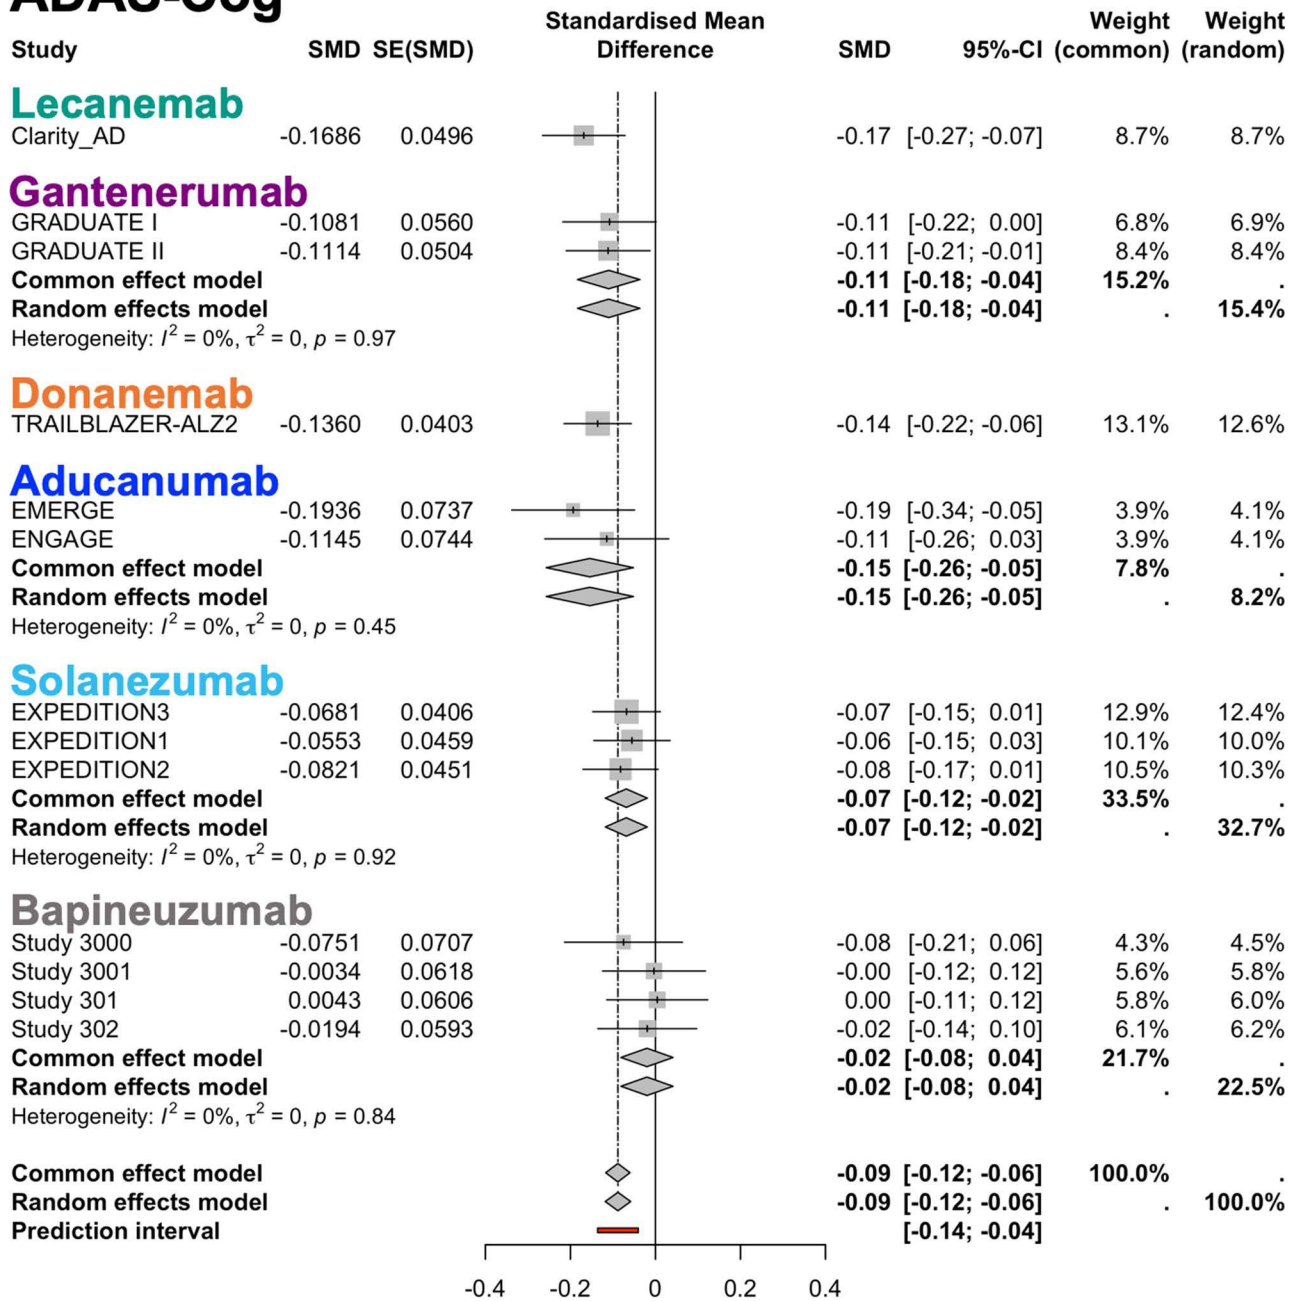 ADAS-Cog
Standardised Mean Weight Weight
Study SMD SE(SMD) Difference SMD 95%-CI (common) (random)
Lecanemab
Clarity_AD -0.1686 0.0496 -0.17 [-0.27; -0.07] 8.7% 8.7%
Gantenerumab
GRADUATE I -0.1081 0.0560 -0.11 [-0.22; 0.00] 6.8% 6.9%
GRADUATE II -0.1114 0.0504 -0.11 [-0.21; -0.01] 8.4% 8.4%
Common effect model -0.11 [-0.18; -0.04] 15.2% .
Random effects model -0.11 [-0.18; -0.04] . 15.4%
Heterogeneity: I² = 0%, τ² = 0, p = 0.97
Donanemab
TRAILBLAZER-ALZ2 -0.1360 0.0403 -0.14 [-0.22; -0.06] 13.1% 12.6%
Aducanumab
EMERGE -0.1936 0.0737 -0.19 [-0.34; -0.05] 3.9% 4.1%
ENGAGE -0.1145 0.0744 -0.11 [-0.26; 0.03] 3.9% 4.1%
Common effect model -0.15 [-0.26; -0.05] 7.8% .
Random effects model -0.15 [-0.26; -0.05] . 8.2%
Heterogeneity: I² = 0%, τ² = 0, p = 0.45
Solanezumab
EXPEDITION3 -0.0681 0.0406 -0.07 [-0.15; 0.01] 12.9% 12.4%
EXPEDITION1 -0.0553 0.0459 -0.06 [-0.15; 0.03] 10.1% 10.0%
EXPEDITION2 -0.0821 0.0451 -0.08 [-0.17; 0.01] 10.5% 10.3%
Common effect model -0.07 [-0.12; -0.02] 33.5% .
Random effects model -0.07 [-0.12; -0.02] . 32.7%
Heterogeneity: I² = 0%, τ² = 0, p = 0.92
Bapineuzumab
Study 3000 -0.0751 0.0707 -0.08 [-0.21; 0.06] 4.3% 4.5%
Study 3001 -0.0034 0.0618 -0.00 [-0.12; 0.12] 5.6% 5.8%
Study 301 0.0043 0.0606 0.00 [-0.11; 0.12] 5.8% 6.0%
Study 302 -0.0194 0.0593 -0.02 [-0.14; 0.10] 6.1% 6.2%
Common effect model -0.02 [-0.08; 0.04] 21.7% .
Random effects model -0.02 [-0.08; 0.04] . 22.5%
Heterogeneity: I² = 0%, τ² = 0, p = 0.84
Common effect model -0.09 [-0.12; -0.06] 100.0% .
Random effects model -0.09 [-0.12; -0.06] . 100.0%
Prediction interval [-0.14; -0.04]
-0.4 -0.2 0 0.2 0.4